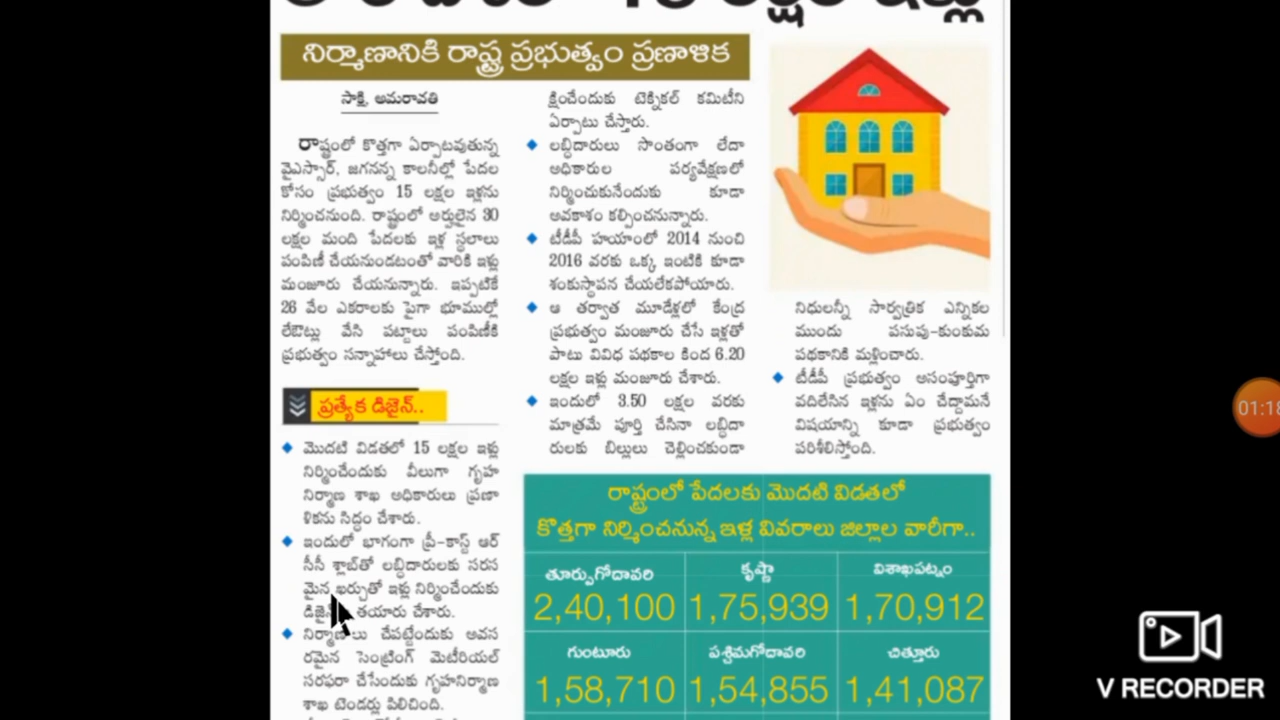 నిర్మాణానికి రాష్ట్ర ప్రభుత్వం ప్రణాళిక
సాక్షి, అమరావతి
రాష్ట్రంలో కొత్తగా ఏర్పాటవుతున్న
వైఎస్సార్, జగనన్న కాలనీల్లో పేదల
కోసం ప్రభుత్వం 15 లక్షల ఇళ్లను
నిర్మించనుంది. రాష్ట్రంలో అర్హులైన 30
లక్షల మంది పేదలకు ఇళ్ల స్థలాలు
పంపిణీ చేయనుండటంతో వారికి ఇళ్లు
మంజూరు చేయనున్నారు. ఇప్పటికే
26 వేల ఎకరాలకు పైగా భూముల్లో
లేఔట్లు వేసి పట్టాలు పంపిణీకి
ప్రభుత్వం సన్నాహాలు చేస్తోంది.
ప్రత్యేక డిజైన్..
మొదటి విడతలో 15 లక్షల ఇళ్లు
నిర్మించేందుకు వీలుగా గృహ
నిర్మాణ శాఖ అధికారులు ప్రణా
ళికను సిద్ధం చేశారు.
ఇందులో భాగంగా ప్రీ-కాస్ట్ ఆర్
సీసీ శ్లాబ్‌తో లబ్ధిదారులకు సరస
మైన ఖర్చుతో ఇళ్లు నిర్మించేందుకు
తయారు చేశారు.
నిర్మాణాలు చేపట్టేందుకు అవస
రమైన సెంట్రింగ్ మెటీరియల్
సరఫరా చేసేందుకు గృహనిర్మాణ
శాఖ టెండర్లు పిలిచింది.
క్షించేందుకు టెక్నికల్ కమిటీని
ఏర్పాటు చేస్తారు.
లబ్ధిదారులు సొంతంగా లేదా
అధికారుల పర్యవేక్షణలో
నిర్మించుకునేందుకు కూడా
అవకాశం కల్పించనున్నారు.
టీడీపీ హయాంలో 2014 నుంచి
2016 వరకు ఒక్క ఇంటికి కూడా
శంకుస్థాపన చేయలేకపోయారు.
ఆ తర్వాత మూడేళ్లలో కేంద్ర
ప్రభుత్వం మంజూరు చేసే ఇళ్లతో
పాటు వివిధ పథకాల కింద 6.20
లక్షల ఇళ్లు మంజూరు చేశారు.
ఇందులో 3.50 లక్షల వరకు
మాత్రమే పూర్తి చేసినా లబ్ధిదా
రులకు బిల్లులు చెల్లించకుండా
నిధులన్నీ సార్వత్రిక ఎన్నికల
ముందు పసుపు-కుంకుమ
పథకానికి మళ్లించారు.
టీడీపీ ప్రభుత్వం అసంపూర్తిగా
వదిలేసిన ఇళ్లను ఏం చేద్దామనే
విషయాన్ని కూడా ప్రభుత్వం
పరిశీలిస్తోంది.
రాష్ట్రంలో పేదలకు మొదటి విడతలో
కొత్తగా నిర్మించనున్న ఇళ్ల వివరాలు జిల్లాల వారీగా..
తూర్పుగోదావరి కృష్ణా విశాఖపట్నం
2,40,100 1,75,939 1,70,912
గుంటూరు పశ్చిమగోదావరి చిత్తూరు
1,58,710 1,54,855 1,41,087
01:18
V RECORDER